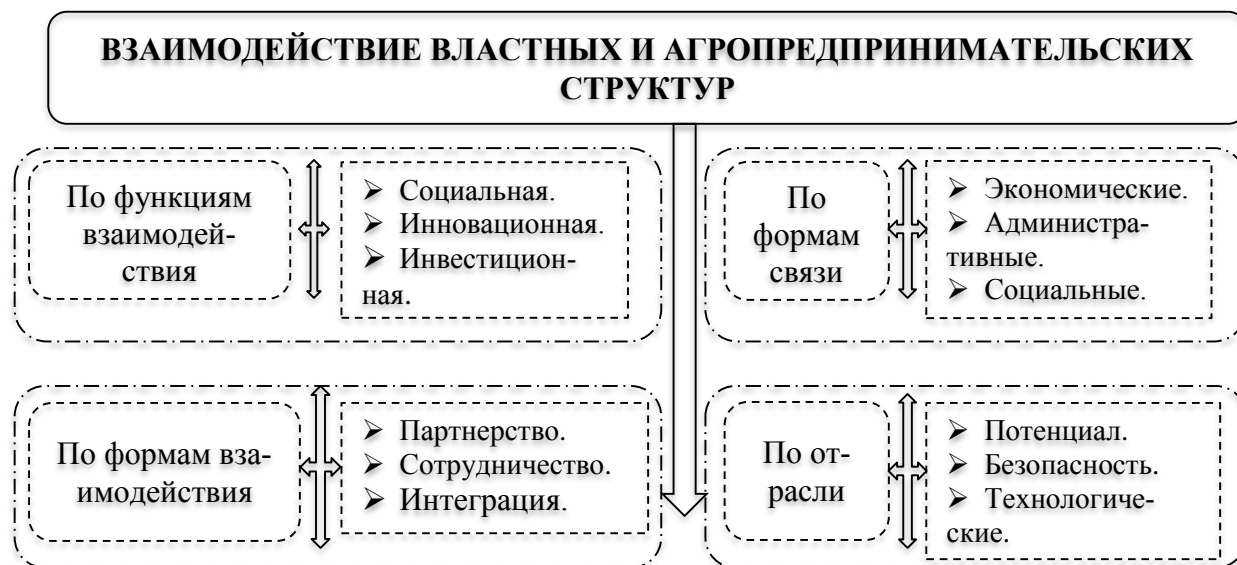 ВЗАИМОДЕЙСТВИЕ ВЛАСТНЫХ И АГРОПРЕДПРИНИМАТЕЛЬСКИХ
СТРУКТУР
По функциям
взаимодей-
ствия
➢ Социальная.
➢ Инновационная.
➢ Инвестицион-
ная.
По
формам
связи
➢ Экономические.
➢ Администра-
тивные.
➢ Социальные.
По формам вза-
имодействия
➢ Партнерство.
➢ Сотрудничество.
➢ Интеграция.
По от-
расли
➢ Потенциал.
➢ Безопасность.
➢ Технологиче-
ские.